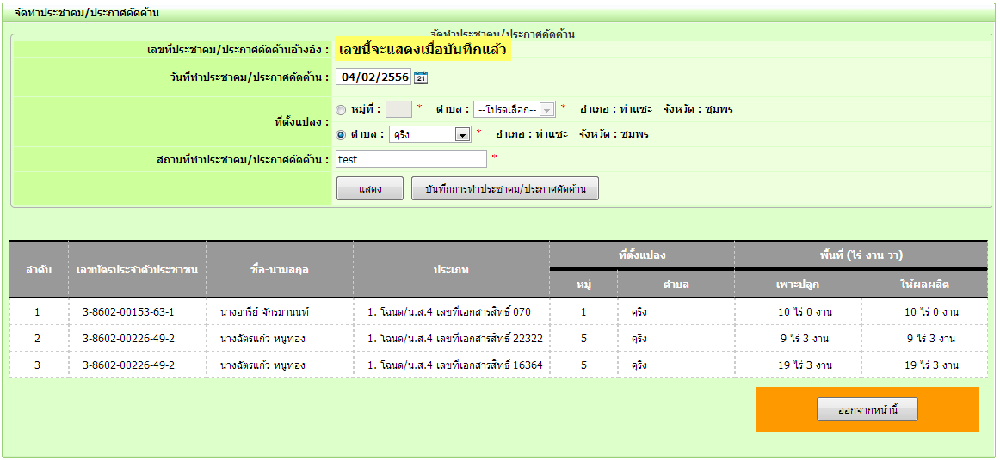 จัดทำประชาคม/ประกาศคัดค้าน
จัดทำประชาคม/ประกาศคัดค้าน
เลขที่ประชาคม/ประกาศคัดค้านอ้างอิง : เลขนี้จะแสดงเมื่อบันทึกแล้ว
วันที่ทำประชาคม/ประกาศคัดค้าน : 04/02/2556 21
ที่ตั้งแปลง :
หมู่ที่ : * ตำบล : --โปรดเลือก-- * อำเภอ : ท่าแซะ จังหวัด : ชุมพร
ตำบล : คุริง * อำเภอ : ท่าแซะ จังหวัด : ชุมพร
สถานที่ทำประชาคม/ประกาศคัดค้าน : test *
แสดง บันทึกการทำประชาคม/ประกาศคัดค้าน
ลำดับ เลขบัตรประจำตัวประชาชน ชื่อ-นามสกุล ประเภท ที่ตั้งแปลง พื้นที่ (ไร่-งาน-วา)
หมู่ ตำบล เพาะปลูก ให้ผลผลิต
1 3-8602-00153-63-1 นางอารีย์ จักรมานนท์ 1. โฉนด/น.ส.4 เลขที่เอกสารสิทธิ์ 070 1 คุริง 10 ไร่ 0 งาน 10 ไร่ 0 งาน
2 3-8602-00226-49-2 นางฉัตรแก้ว หนูทอง 1. โฉนด/น.ส.4 เลขที่เอกสารสิทธิ์ 22322 5 คุริง 9 ไร่ 3 งาน 9 ไร่ 3 งาน
3 3-8602-00226-49-2 นางฉัตรแก้ว หนูทอง 1. โฉนด/น.ส.4 เลขที่เอกสารสิทธิ์ 16364 5 คุริง 19 ไร่ 3 งาน 19 ไร่ 3 งาน
ออกจากหน้านี้